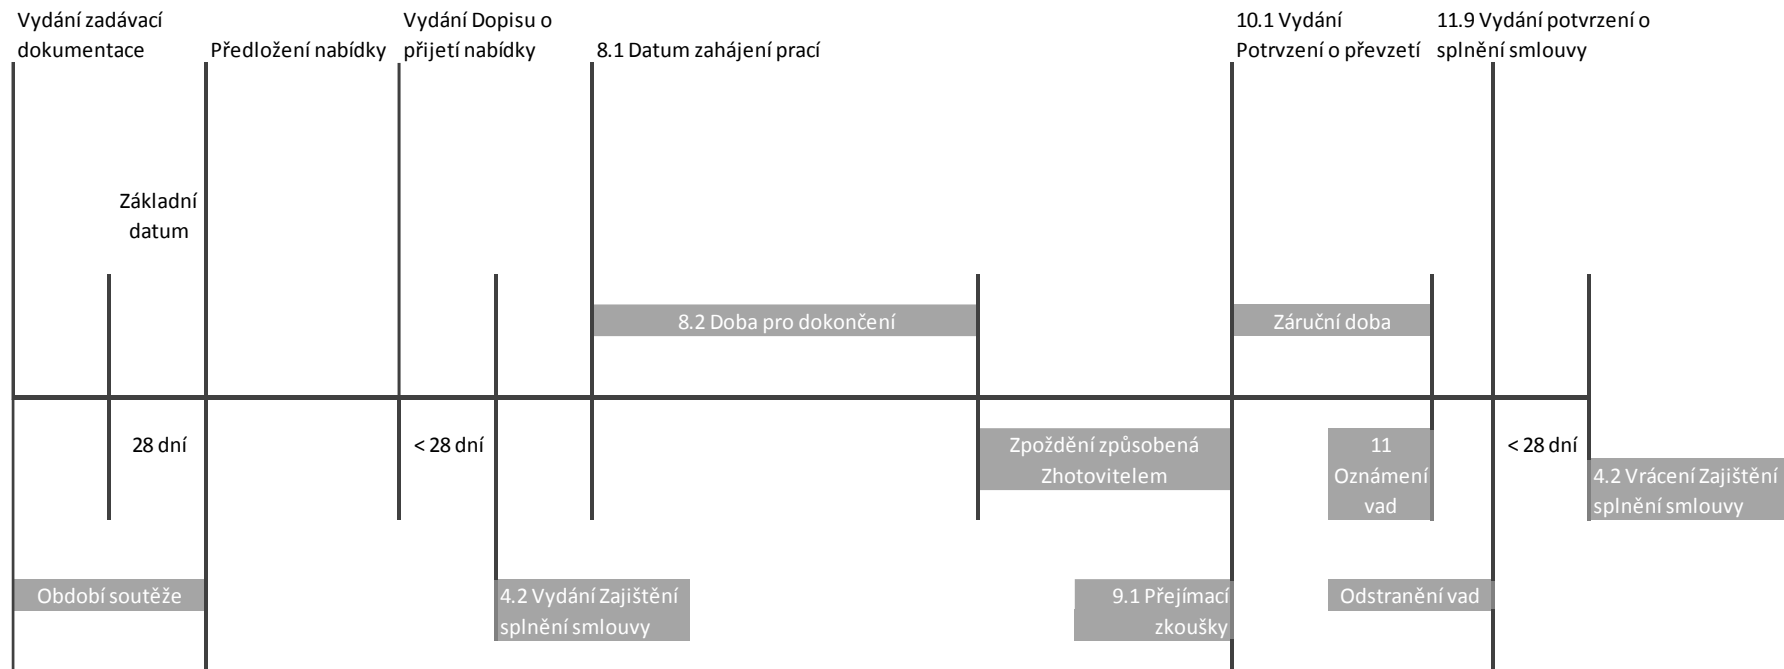 Vydání zadávací
dokumentace
Předložení nabídky
Vydání Dopisu o
přijetí nabídky
8.1 Datum zahájení prací
10.1 Vydání
Potrvzení o převzetí
11.9 Vydání potvrzení o
splnění smlouvy
Základní
datum
8.2 Doba pro dokončení
Záruční doba
28 dní
< 28 dní
Zpoždění způsobená
Zhotovitelem
11
Oznámení
vad
< 28 dní
4.2 Vrácení Zajištění
splnění smlouvy
Období soutěže
4.2 Vydání Zajištění
splnění smlouvy
9.1 Přejímací
zkoušky
Odstranění vad